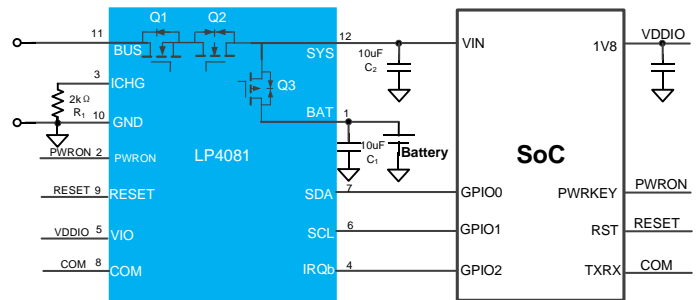 Q1 Q2
11 BUS
12 SYS
VIN
1V8 VDDIO
10uF
C2
3 ICHG
Q3
2kΩ
R1
10 GND
BAT 1
10uF
C1
Battery
PWRON 2 PWRON
LP4081
SoC
RESET 9 RESET
SDA 7 GPIO0
PWRKEY PWRON
VDDIO 5 VIO
SCL 6 GPIO1
RST RESET
COM 8 COM
IRQb 4 GPIO2
TXRX COM